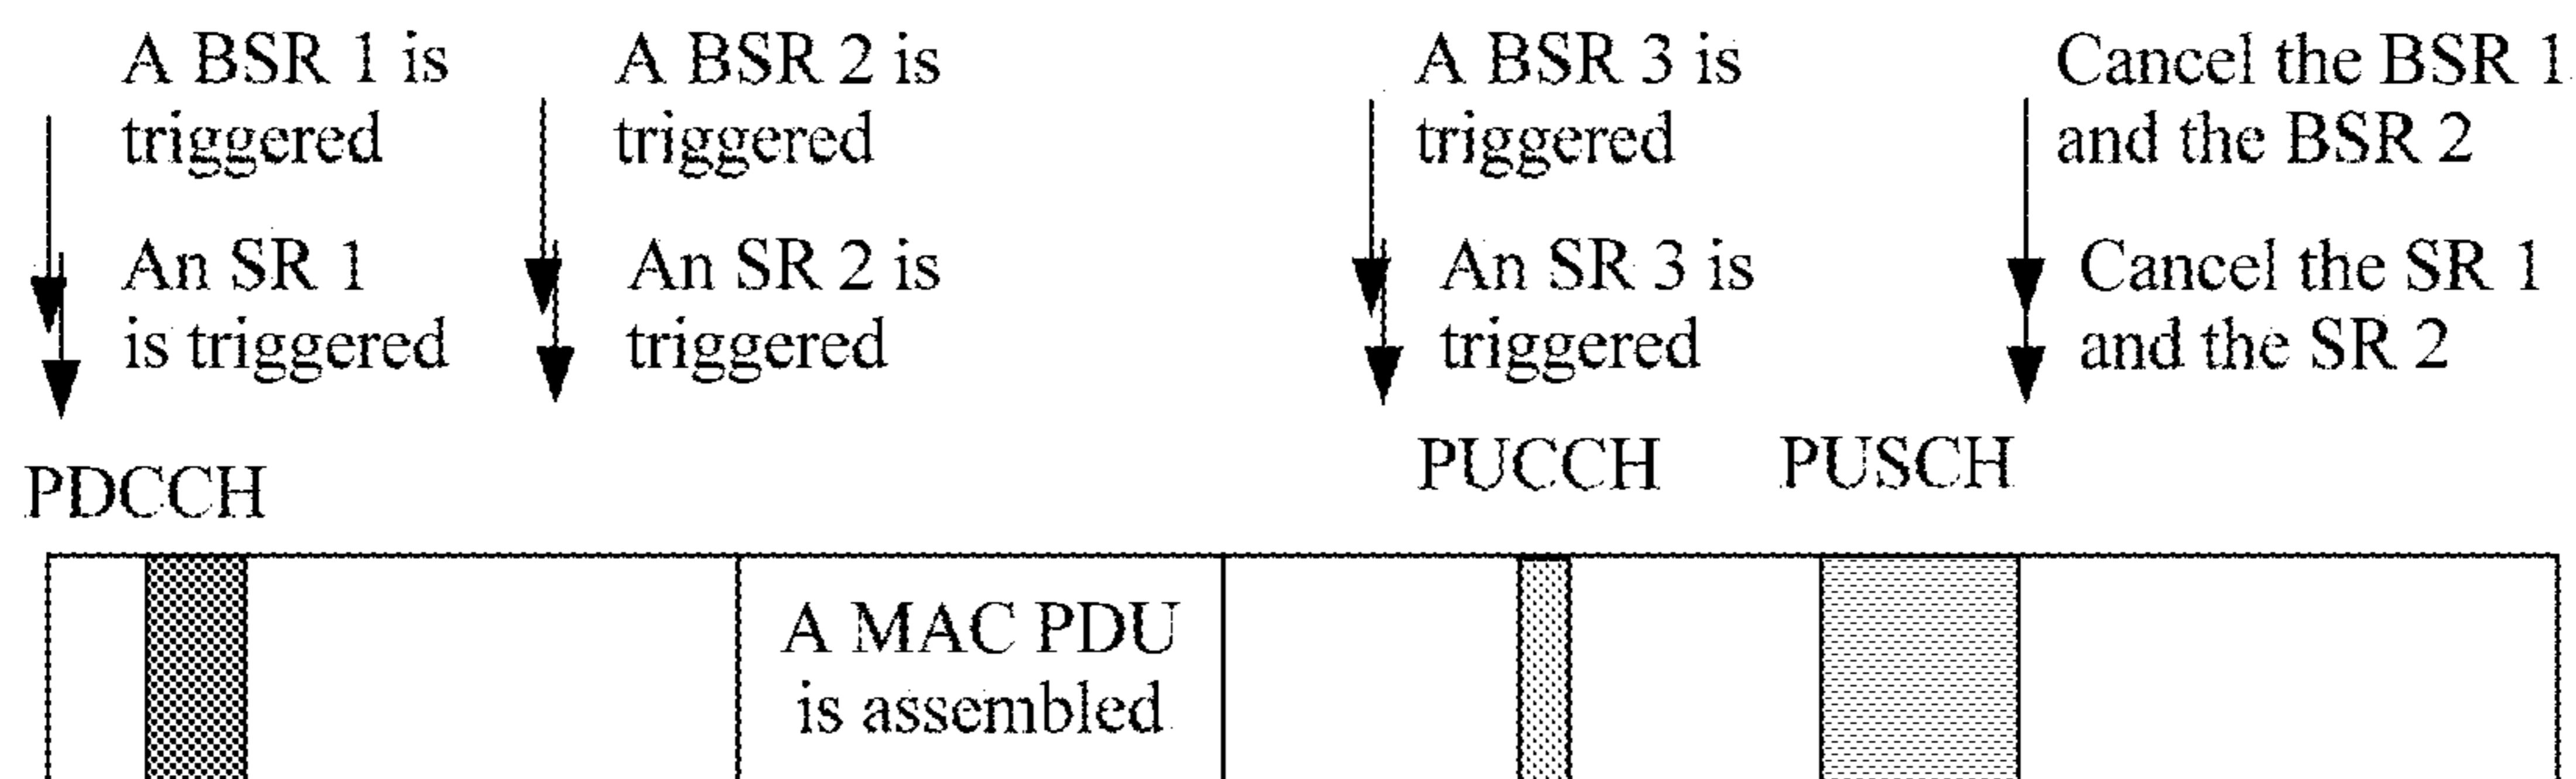 A BSR 1 is
triggered
An SR 1
is triggered
A BSR 2 is
triggered
An SR 2 is
triggered
A BSR 3 is
triggered
An SR 3 is
triggered
Cancel the BSR 1
and the BSR 2
Cancel the SR 1
and the SR 2
PDCCH
PUCCH
PUSCH
A MAC PDU
is assembled